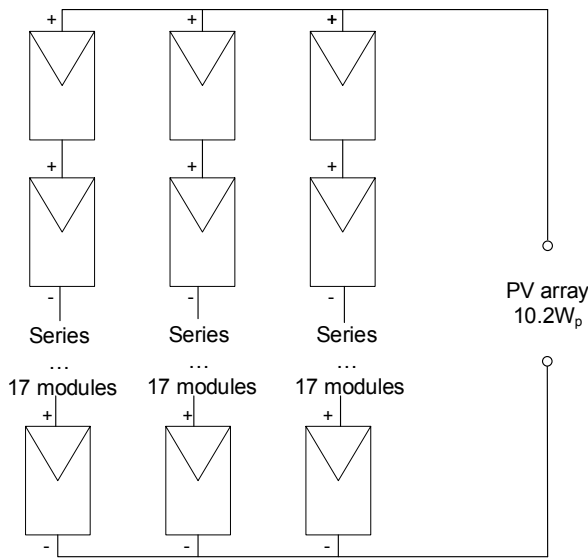 + + +
+ + +
- - -
PV array
10.2Wp
Series Series Series
... ... ...
17 modules 17 modules 17 modules
+ + +
- - -